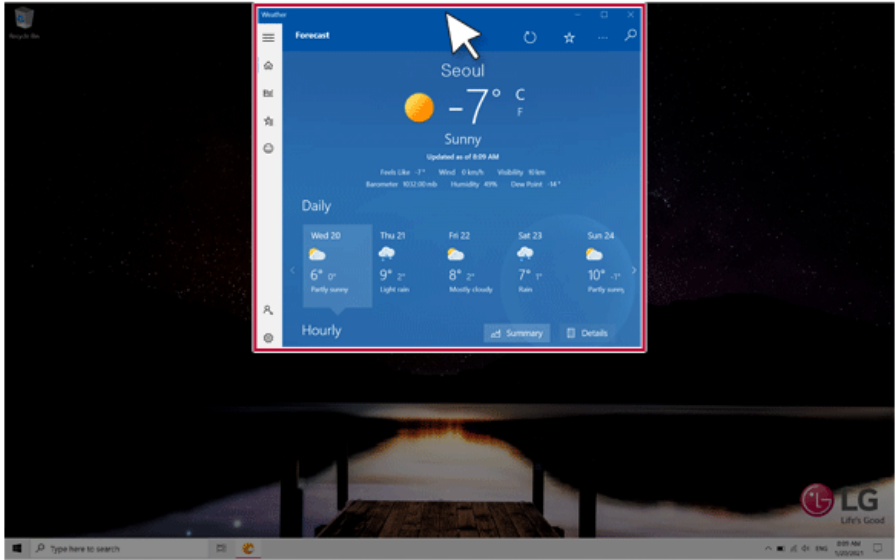 Recycle Bin
Weather
Forecast
Seoul
-7° C
F
Sunny
Updated as of 8:09 AM
Feels Like -7° Wind 0 km/h Visibility 10 km
Barometer 1032.00 mb Humidity 49% Dew Point -14°
Daily
Wed 20 Thu 21 Fri 22 Sat 23 Sun 24
6° 0° 9° 2° 8° 2° 7° 1° 10° -1°
Partly sunny Light rain Mostly cloudy Rain Partly sunny
Hourly Summary Details
LG
Life's Good
Type here to search
ENG
8:09 AM
1/20/2021